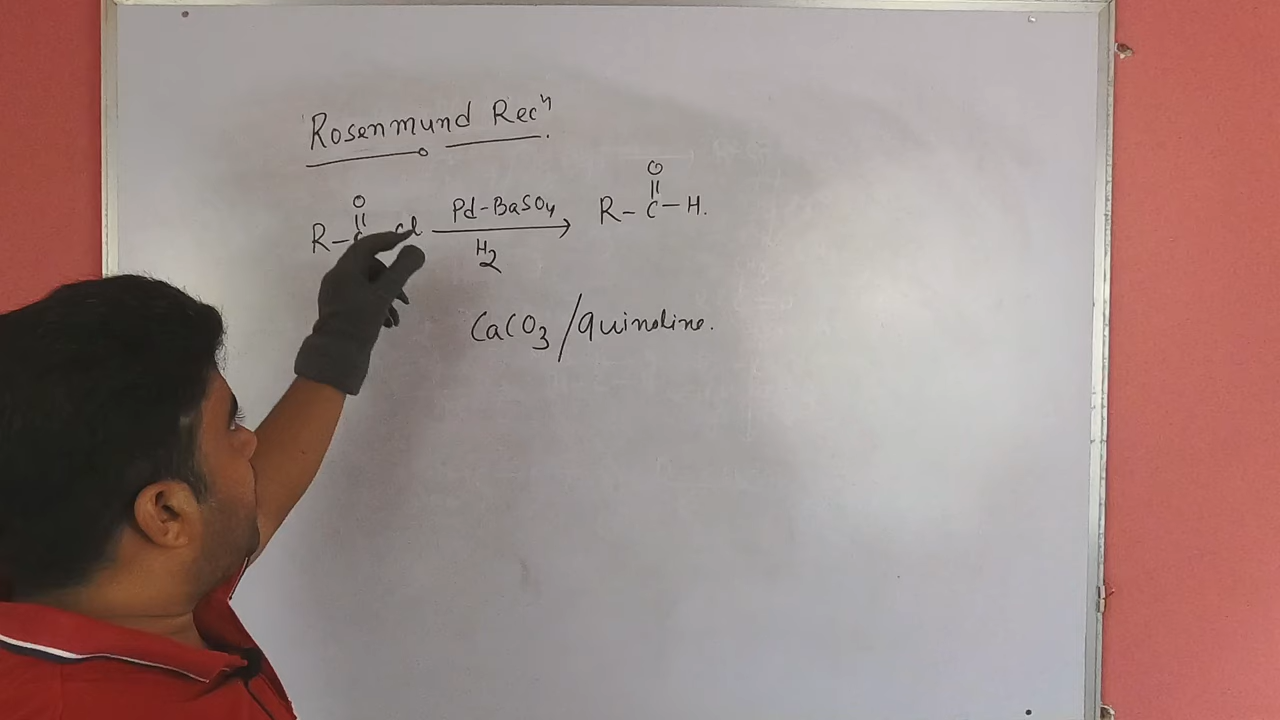 Rosenmund Recⁿ.
O O
|| ||
R-C-Cl Pd-BaSO₄ → R-C-H.
H₂
CaCO₃/quinoline.